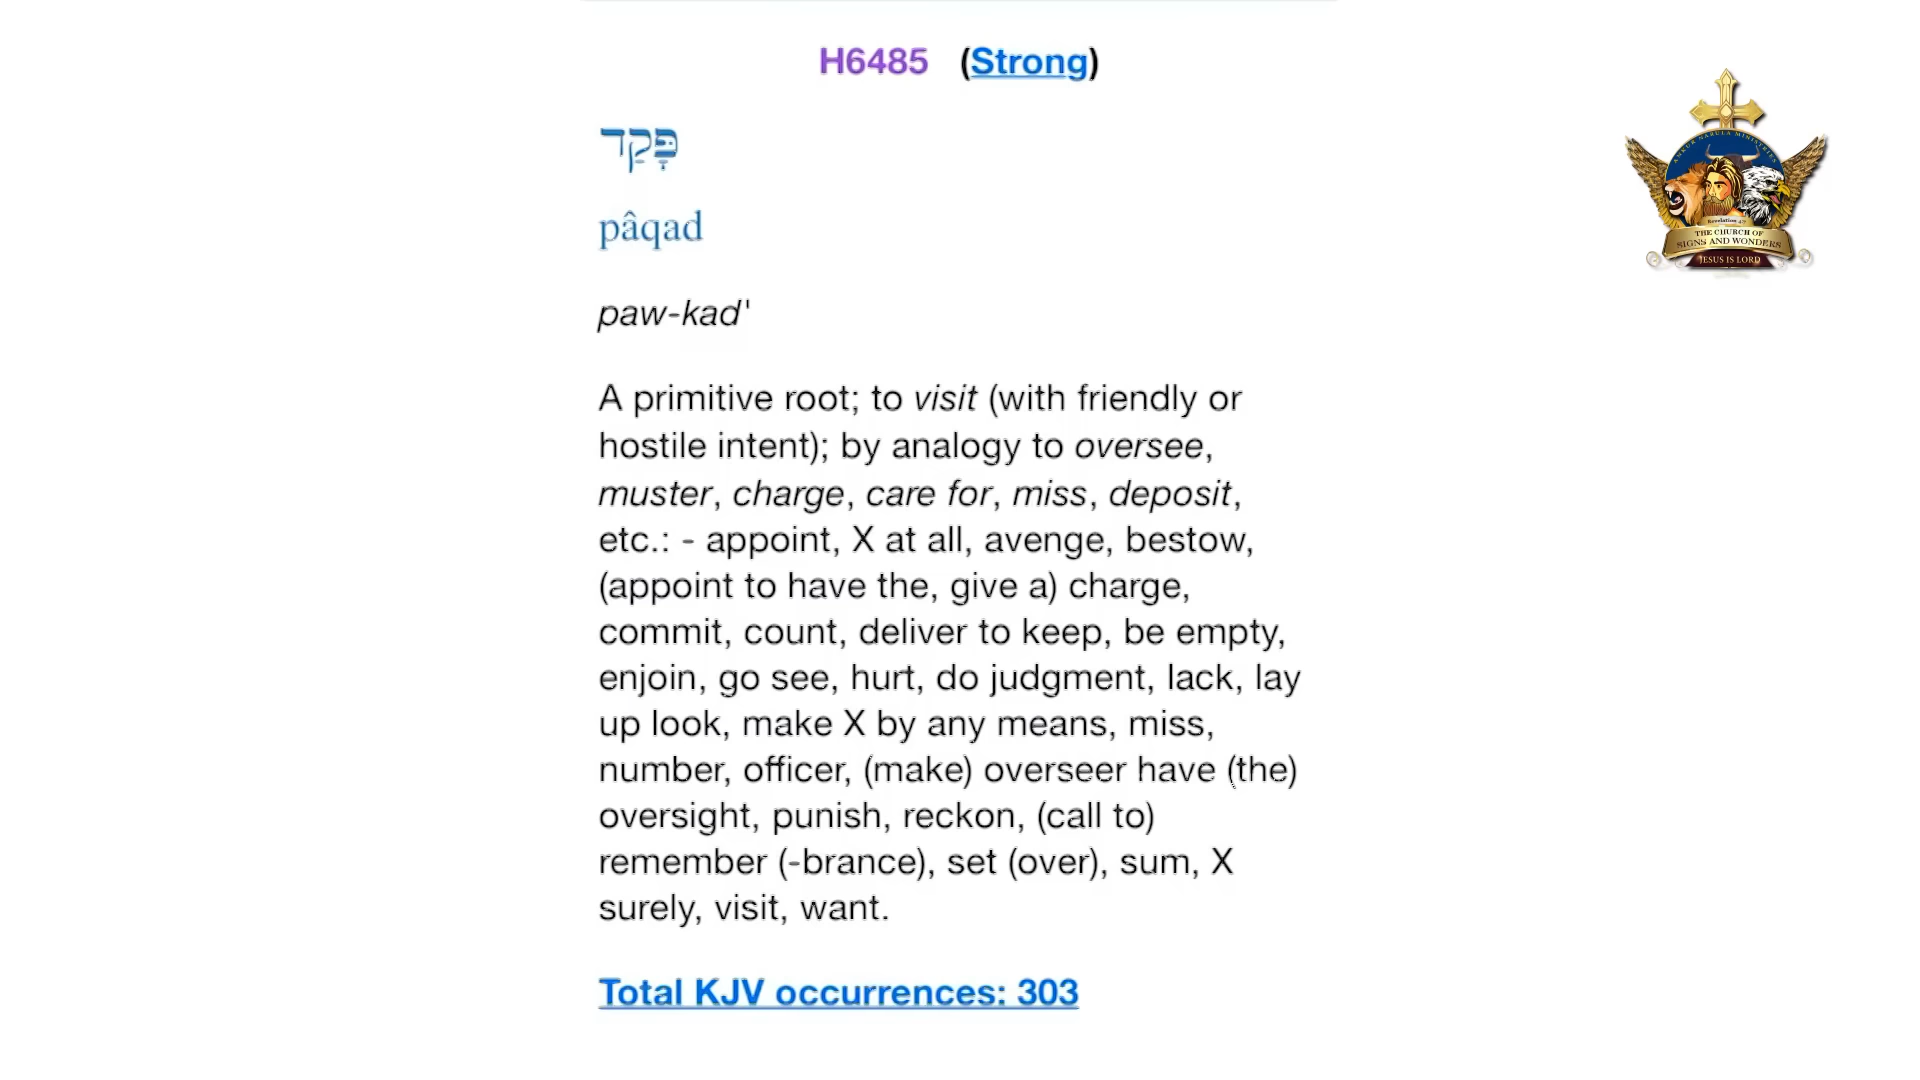 H6485 (Strong)
פָּקַד
pâqad
paw-kad'
A primitive root; to visit (with friendly or
hostile intent); by analogy to oversee,
muster, charge, care for, miss, deposit,
etc.: - appoint, X at all, avenge, bestow,
(appoint to have the, give a) charge,
commit, count, deliver to keep, be empty,
enjoin, go see, hurt, do judgment, lack, lay
up look, make X by any means, miss,
number, officer, (make) overseer have (the)
oversight, punish, reckon, (call to)
remember (-brance), set (over), sum, X
surely, visit, want.
Total KJV occurrences: 303
ANKUR NARULA MINISTRIES
THE CHURCH OF
SIGNS AND WONDERS
JESUS IS LORD